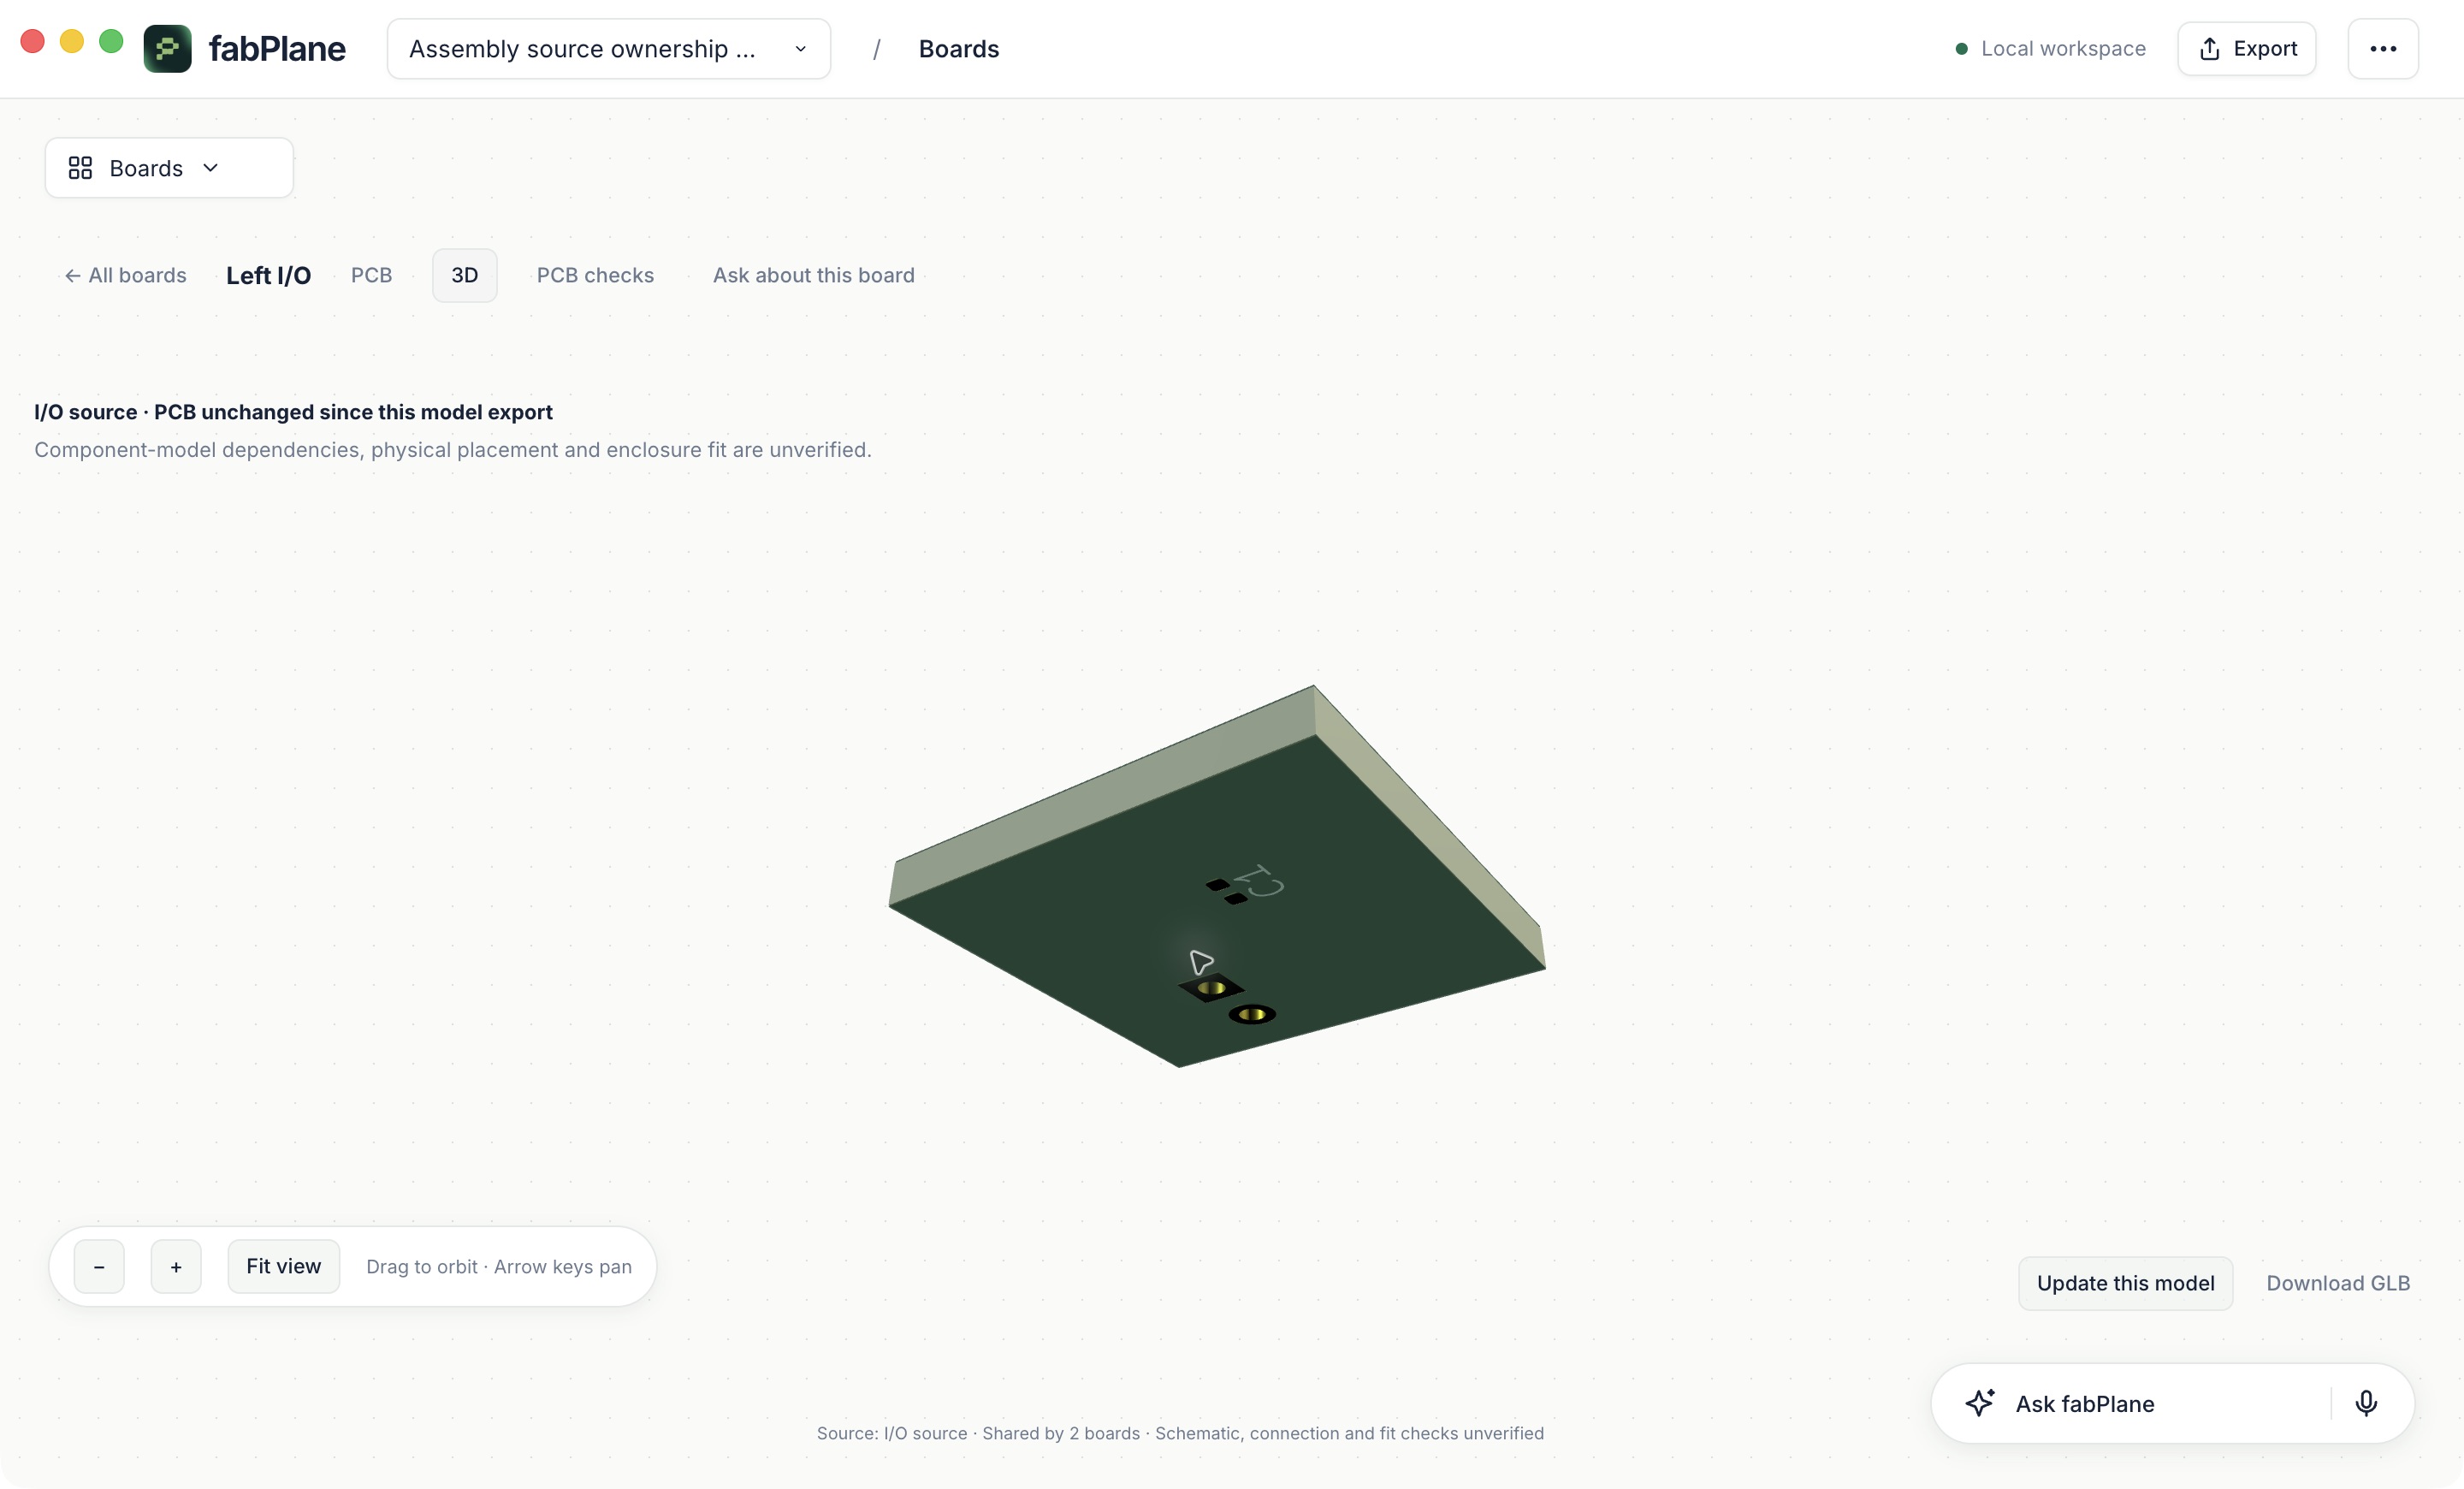 fabPlane
Assembly source ownership ...
/
Boards
Local workspace
Export
Boards
← All boards
Left I/O
PCB
3D
PCB checks
Ask about this board
I/O source · PCB unchanged since this model export
Component-model dependencies, physical placement and enclosure fit are unverified.
C1
−
+
Fit view
Drag to orbit · Arrow keys pan
Update this model
Download GLB
Ask fabPlane
Source: I/O source · Shared by 2 boards · Schematic, connection and fit checks unverified